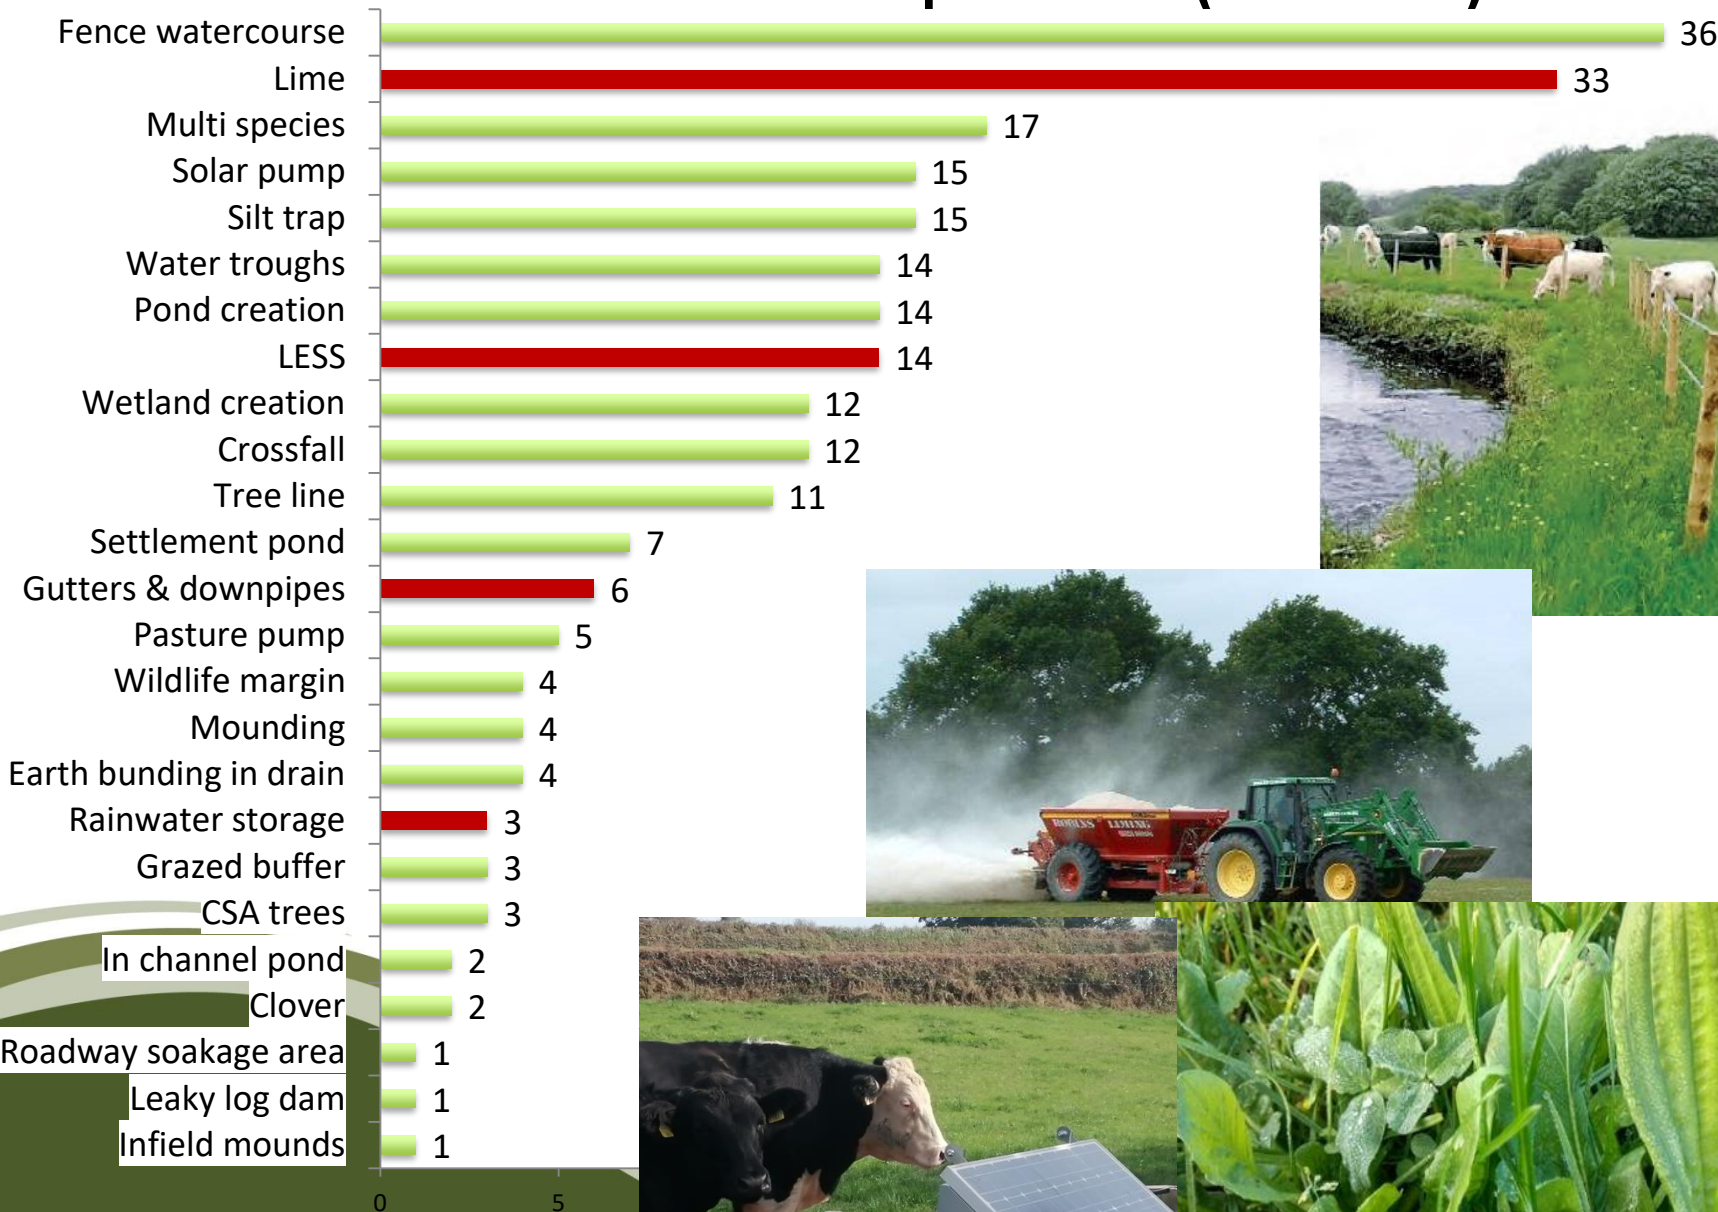 Fence watercourse 36
Lime 33
Multi species 17
Solar pump 15
Silt trap 15
Water troughs 14
Pond creation 14
LESS 14
Wetland creation 12
Crossfall 12
Tree line 11
Settlement pond 7
Gutters & downpipes 6
Pasture pump 5
Wildlife margin 4
Mounding 4
Earth bunding in drain 4
Rainwater storage 3
Grazed buffer 3
CSA trees 3
In channel pond 2
Clover 2
Roadway soakage area 1
Leaky log dam 1
Infield mounds 1
0 5
ROBINS LIMING